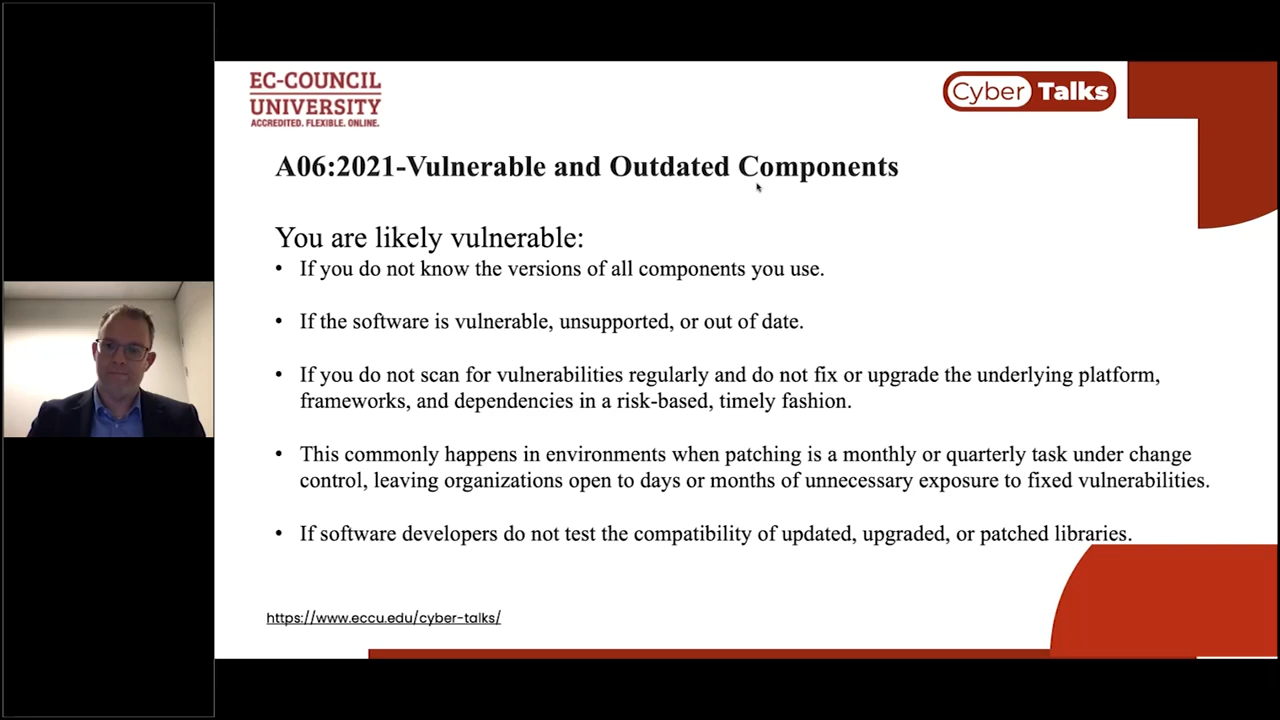 EC-COUNCIL
UNIVERSITY
ACCREDITED. FLEXIBLE. ONLINE.
Cyber Talks
A06:2021-Vulnerable and Outdated Components
You are likely vulnerable:
• If you do not know the versions of all components you use.
• If the software is vulnerable, unsupported, or out of date.
• If you do not scan for vulnerabilities regularly and do not fix or upgrade the underlying platform,
frameworks, and dependencies in a risk-based, timely fashion.
• This commonly happens in environments when patching is a monthly or quarterly task under change
control, leaving organizations open to days or months of unnecessary exposure to fixed vulnerabilities.
• If software developers do not test the compatibility of updated, upgraded, or patched libraries.
https://www.eccu.edu/cyber-talks/